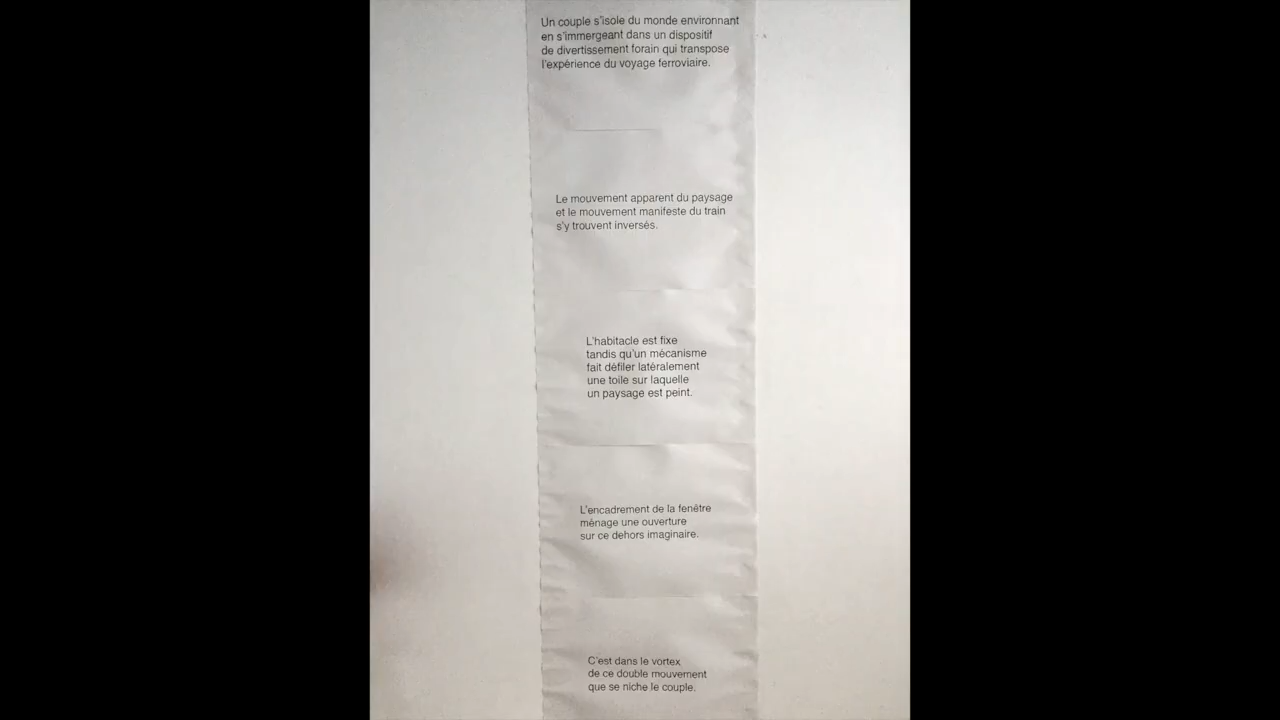 Un couple s'isole du monde environnant
en s'immergeant dans un dispositif
de divertissement forain qui transpose
l'expérience du voyage ferroviaire.
Le mouvement apparent du paysage
et le mouvement manifeste du train
s'y trouvent inversés.
L'habitacle est fixe
tandis qu'un mécanisme
fait défiler latéralement
une toile sur laquelle
un paysage est peint.
L'encadrement de la fenêtre
ménage une ouverture
sur ce dehors imaginaire.
C'est dans le vortex
de ce double mouvement
que se niche le couple.